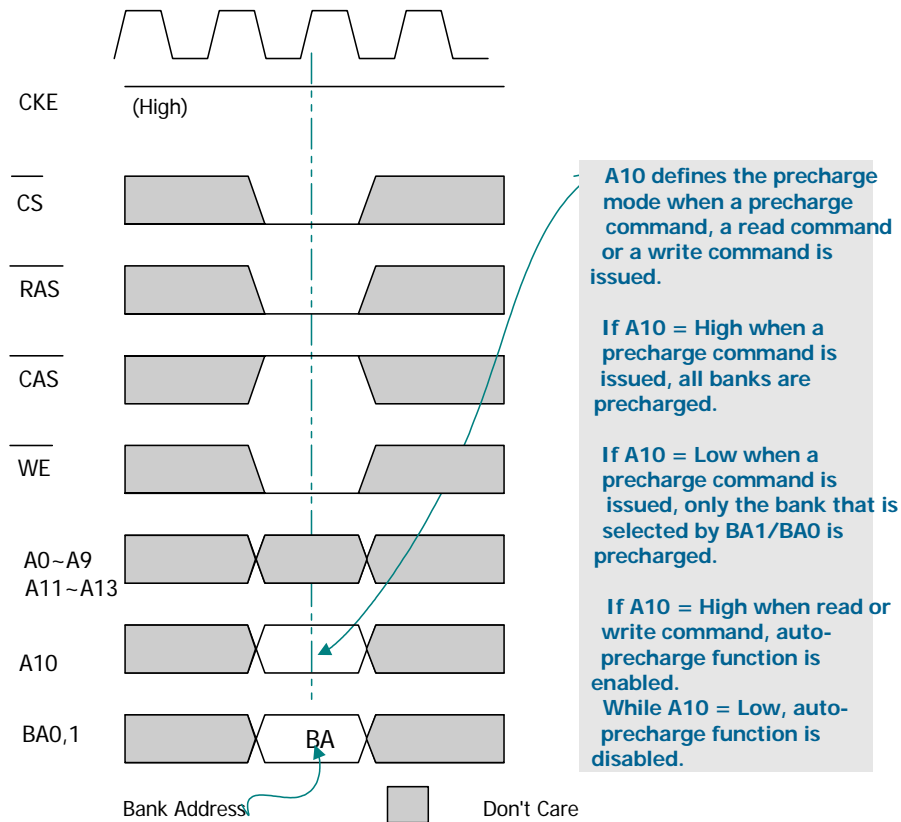 CKE
(High)
CS
RAS
CAS
WE
A0~A9
A11~A13
A10
BA0,1
BA
Bank Address
Don't Care
A10 defines the precharge
mode when a precharge
command, a read command
or a write command is
issued.
If A10 = High when a
precharge command is
issued, all banks are
precharged.
If A10 = Low when a
precharge command is
issued, only the bank that is
selected by BA1/BA0 is
precharged.
If A10 = High when read or
write command, auto-
precharge function is
enabled.
While A10 = Low, auto-
precharge function is
disabled.